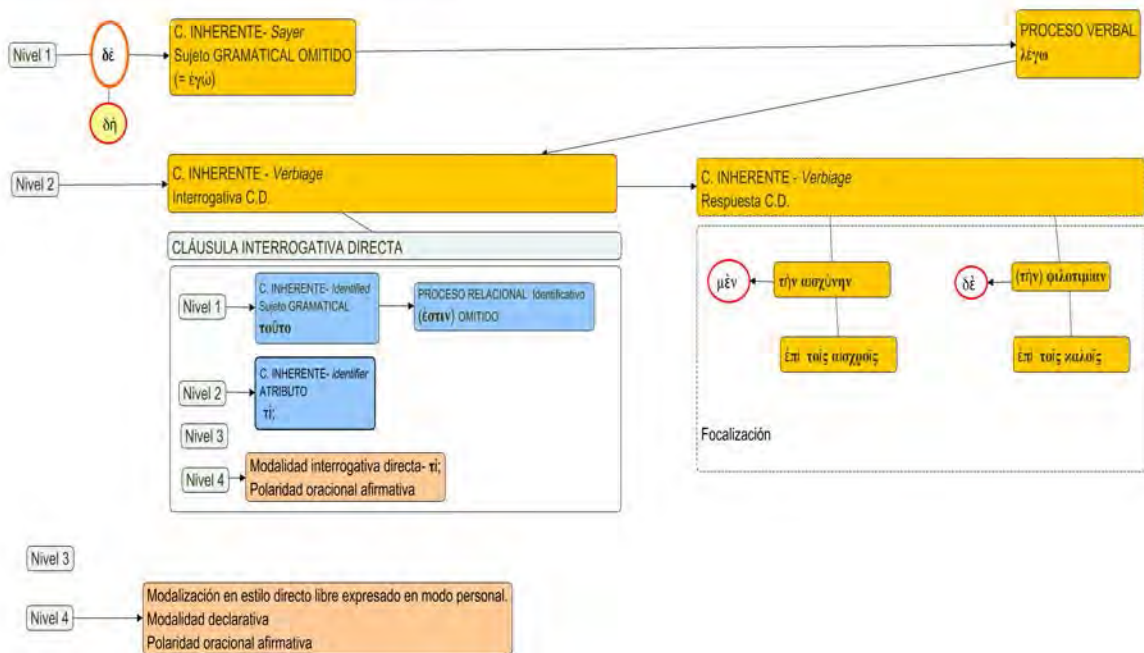 Nivel 1
δὲ
C. INHERENTE- Sayer
Sujeto GRAMATICAL OMITIDO
(= ἐγὼ)
PROCESO VERBAL
λέγω
δὴ
Nivel 2
C. INHERENTE - Verbiage
Interrogativa C.D.
C. INHERENTE - Verbiage
Respuesta C.D.
CLÁUSULA INTERROGATIVA DIRECTA
Nivel 1
C. INHERENTE- Identified
Sujeto GRAMATICAL
τοῦτο
PROCESO RELACIONAL Identificativo
(ἐστιν) OMITIDO
Nivel 2
C. INHERENTE- Identifier
ATRIBUTO
τί;
Nivel 3
Nivel 4
Modalidad interrogativa directa- τί;
Polaridad oracional afirmativa
μὲν
τὴν αισχύνην
ἐπὶ τοῖς αἰσχροῖς
δὲ
(τὴν) φιλοτιμίαν
ἐπὶ τοῖς καλοῖς
Focalización
Nivel 3
Nivel 4
Modalización en estilo directo libre expresado en modo personal.
Modalidad declarativa
Polaridad oracional afirmativa